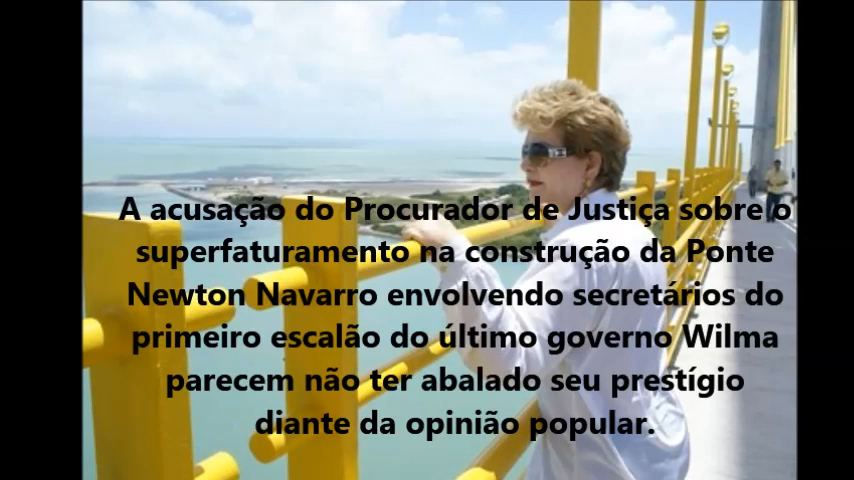 A acusação do Procurador de Justiça sobre o
superfaturamento na construção da Ponte
Newton Navarro envolvendo secretários do
primeiro escalão do último governo Wilma
parecem não ter abalado seu prestígio
diante da opinião popular.